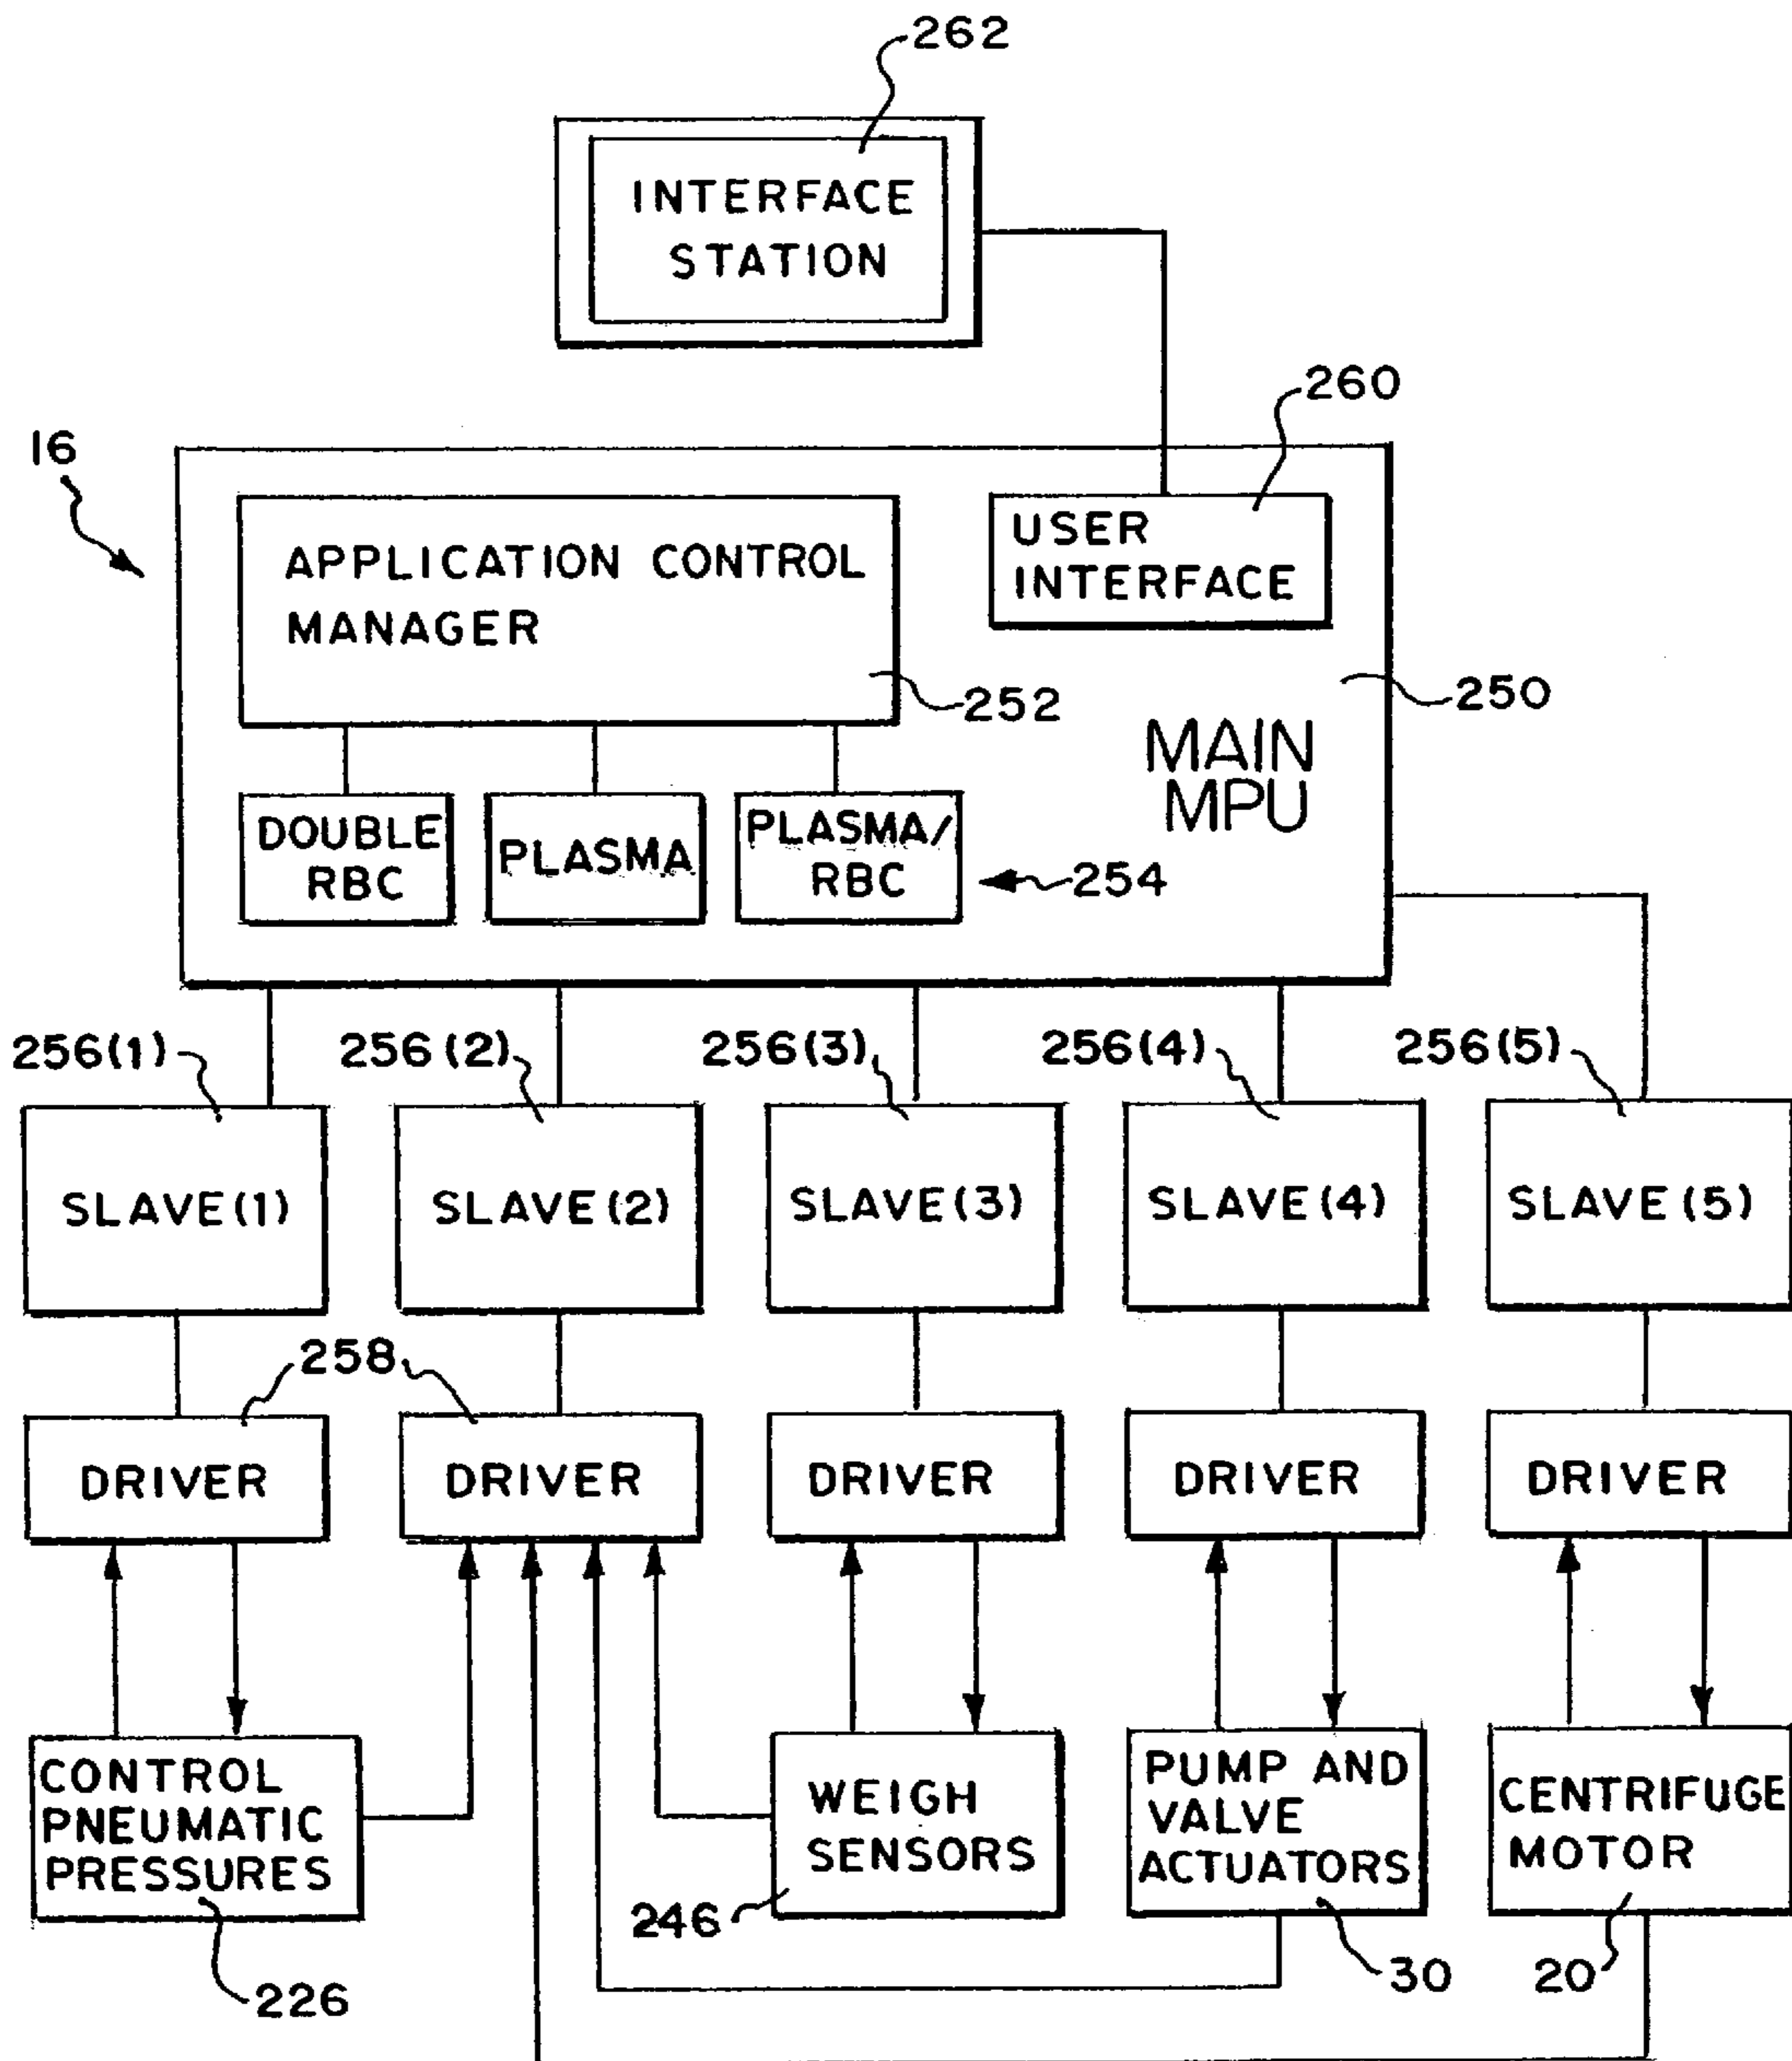 262
INTERFACE
STATION
260
16
USER
INTERFACE
APPLICATION CONTROL
MANAGER
252
250
MAIN
MPU
DOUBLE
RBC
PLASMA
PLASMA/
RBC
254
256(1)
256(2)
256(3)
256(4)
256(5)
SLAVE(1)
SLAVE(2)
SLAVE(3)
SLAVE(4)
SLAVE(5)
258
DRIVER
DRIVER
DRIVER
DRIVER
DRIVER
CONTROL
PNEUMATIC
PRESSURES
WEIGH
SENSORS
PUMP AND
VALVE
ACTUATORS
CENTRIFUGE
MOTOR
226
246
30
20